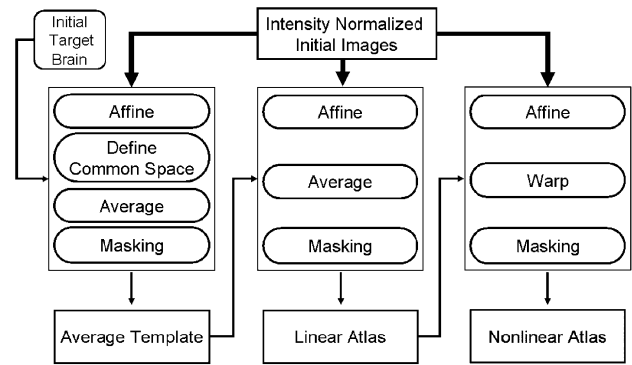 Initial
Target
Brain
Intensity Normalized
Initial Images
Affine
Define
Common Space
Average
Masking
Average Template
Affine
Average
Masking
Linear Atlas
Affine
Warp
Masking
Nonlinear Atlas